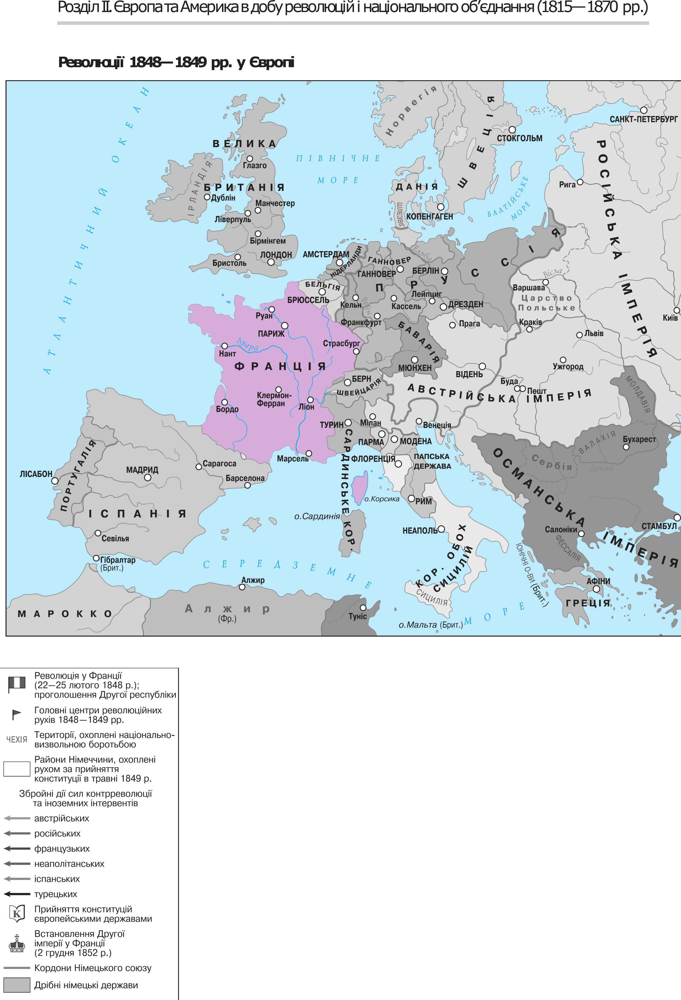 Розділ II. Європа та Америка в добу революцій і національного об’єднання (1815—1870 рр.)
Революції 1848—1849 рр. у Європі
АТЛАНТИЧНИЙ ОКЕАН
Норвегія
ШВЕЦІЯ
САНКТ-ПЕТЕРБУРГ
СТОКГОЛЬМ
РОСІЙСЬКА ІМПЕРІЯ
ВЕЛИКА
БРИТАНІЯ
ПІВНІЧНЕ
МОРЕ
Глазго
ІРЛАНДІЯ
Дублін
Манчестер
Ліверпуль
Бірмінгем
Бристоль
ЛОНДОН
ДАНІЯ
ШЛЕЗВІГ
КОПЕНГАГЕН
БАЛТІЙСЬКЕ
МОРЕ
Рига
АМСТЕРДАМ
НІДЕРЛАНДИ
ГАННОВЕР
ГАННОВЕР
Ельба
БЕРЛІН
ПРУССІЯ
Вісла
Варшава
Царство
Польське
БЕЛЬГІЯ
БРЮССЕЛЬ
Кельн
Рейн
Кассель
Лейпциг
ДРЕЗДЕН
Франкфурт
Прага
Краків
Львів
Київ
Руан
ПАРИЖ
Страсбург
БАВАРІЯ
Луара
Нант
ФРАНЦІЯ
МЮНХЕН
ВІДЕНЬ
Ужгород
БЕРН
ШВЕЙЦАРІЯ
АВСТРІЙСЬКА ІМПЕРІЯ
Буда
Пешт
МОЛДАВІЯ
Клермон-
Ферран
Ліон
Бордо
ТУРИН
Мілан
Венеція
ПАРМА
МОДЕНА
ВАЛАХІЯ
Бухарест
Сербія
Дунай
Марсель
ФЛОРЕНЦІЯ
ПАПСЬКА
ДЕРЖАВА
САРДИНСЬКЕ КОР.
ОСМАНСЬКА ІМПЕРІЯ
ПОРТУГАЛІЯ
ЛІСАБОН
МАДРИД
Сарагоса
Барселона
ІСПАНІЯ
Севілья
Гібралтар
(Брит.)
о.Корсика
РИМ
о.Сардинія
НЕАПОЛЬ
КОР. ОБОХ
СИЦИЛІЙ
СИЦИЛІЯ
Салоніки
ФЕССАЛІЯ
СТАМБУЛ
ІОНІЧНІ О-ВИ (Брит.)
АФІНИ
ГРЕЦІЯ
СЕРЕДЗЕМНЕ
МОРЕ
МАРОККО
Алжир
Алжир
(Фр.)
Туніс
о.Мальта (Брит.)
Революція у Франції
(22—25 лютого 1848 р.);
проголошення Другої республіки
Головні центри революційних
рухів 1848—1849 рр.
ЧЕХІЯ
Території, охоплені національно-
визвольною боротьбою
Райони Німеччини, охоплені
рухом за прийняття
конституції в травні 1849 р.
Збройні дії сил контрреволюції
та іноземних інтервентів
австрійських
російських
французьких
неаполітанських
іспанських
турецьких
К
Прийняття конституцій
європейськими державами
Встановлення Другої
імперії у Франції
(2 грудня 1852 р.)
Кордони Німецького союзу
Дрібні німецькі держави